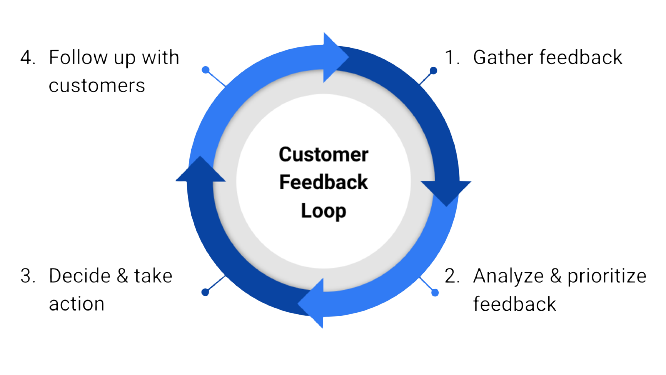 4. Follow up with
customers
1. Gather feedback
Customer
Feedback
Loop
3. Decide & take
action
2. Analyze & prioritize
feedback